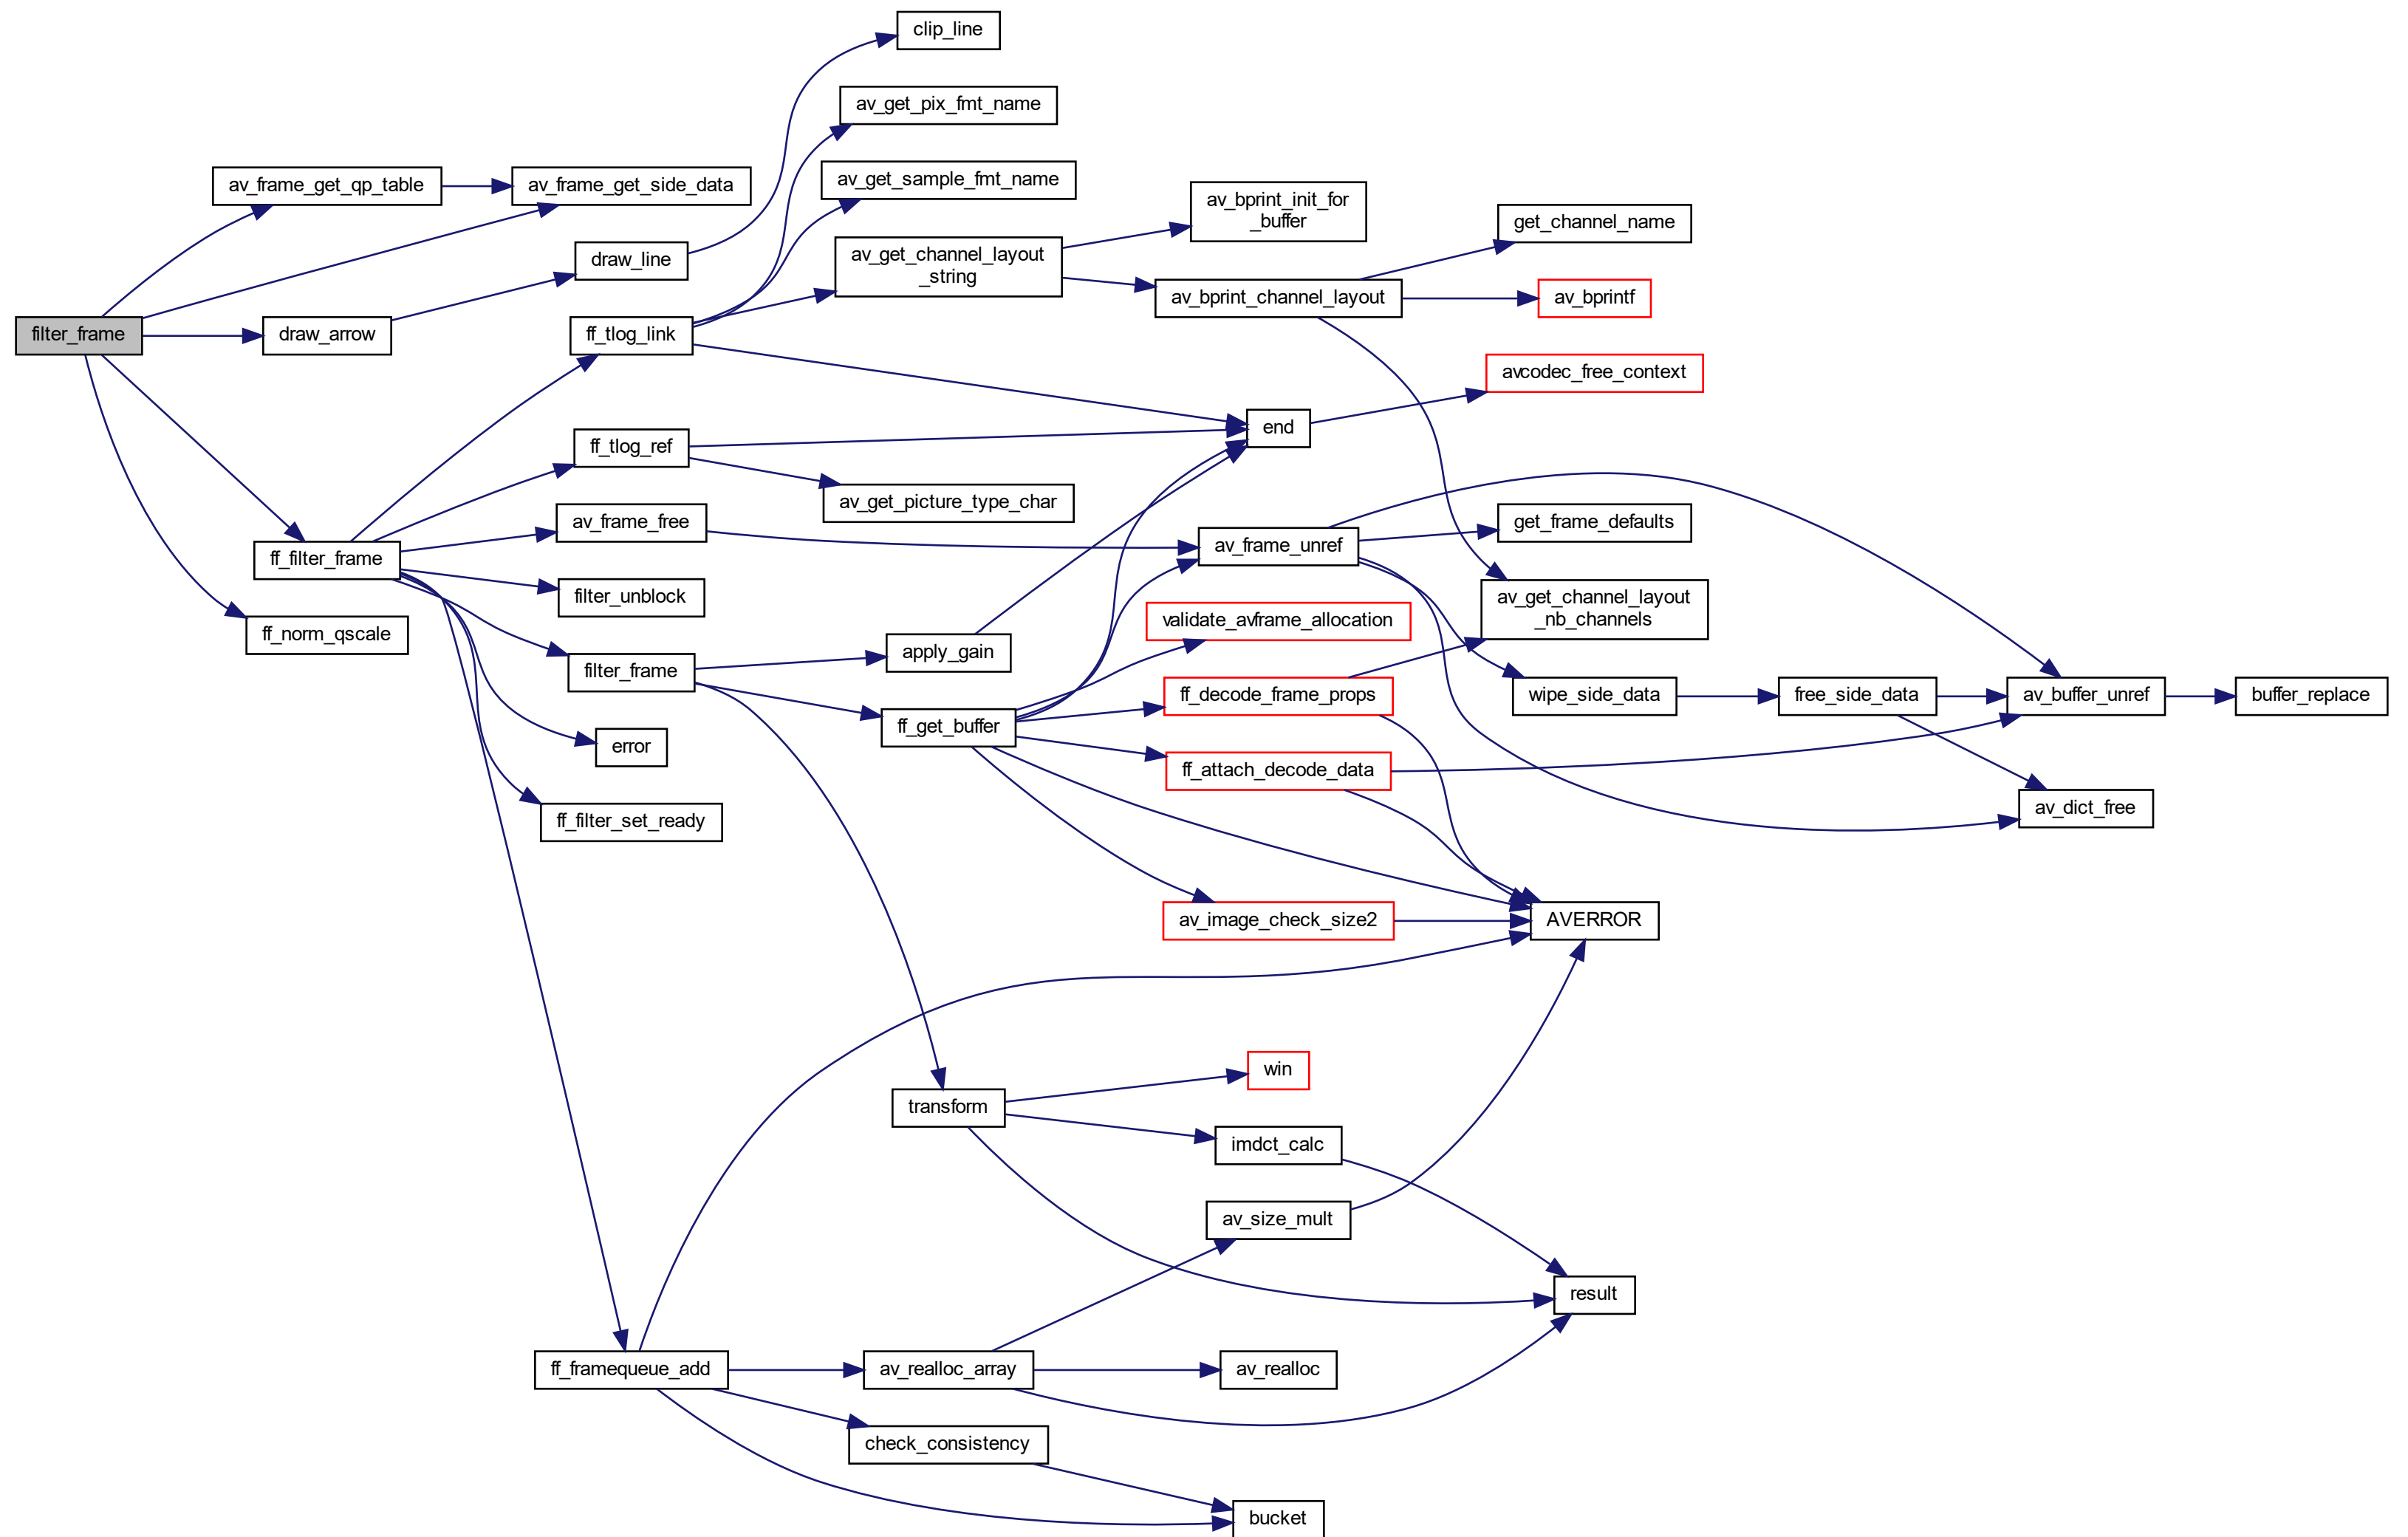 clip_line
av_get_pix_fmt_name
av_frame_get_qp_table
av_frame_get_side_data
av_get_sample_fmt_name
av_bprint_init_for
_buffer
get_channel_name
draw_line
av_get_channel_layout
_string
av_bprint_channel_layout
av_bprintf
filter_frame
draw_arrow
ff_tlog_link
avcodec_free_context
end
ff_tlog_ref
av_get_picture_type_char
av_frame_free
get_frame_defaults
ff_filter_frame
av_frame_unref
filter_unblock
av_get_channel_layout
_nb_channels
validate_avframe_allocation
ff_norm_qscale
apply_gain
filter_frame
ff_decode_frame_props
wipe_side_data
free_side_data
av_buffer_unref
buffer_replace
ff_get_buffer
error
ff_attach_decode_data
av_dict_free
ff_filter_set_ready
av_image_check_size2
AVERROR
win
transform
imdct_calc
av_size_mult
result
ff_framequeue_add
av_realloc_array
av_realloc
check_consistency
bucket